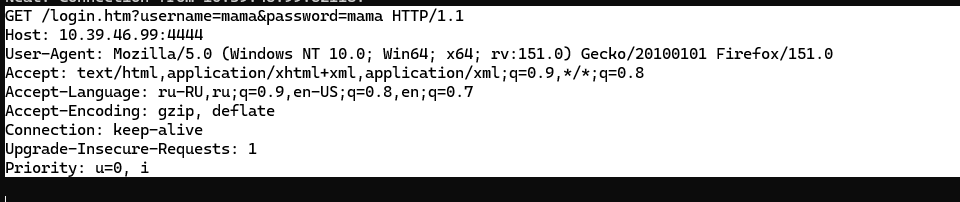 GET /login.htm?username=mama&password=mama HTTP/1.1
Host: 10.39.46.99:4444
User-Agent: Mozilla/5.0 (Windows NT 10.0; Win64; x64; rv:151.0) Gecko/20100101 Firefox/151.0
Accept: text/html,application/xhtml+xml,application/xml;q=0.9,*/*;q=0.8
Accept-Language: ru-RU,ru;q=0.9,en-US;q=0.8,en;q=0.7
Accept-Encoding: gzip, deflate
Connection: keep-alive
Upgrade-Insecure-Requests: 1
Priority: u=0, i